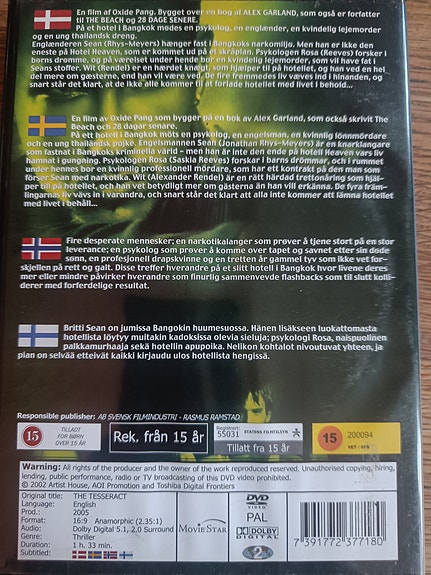 En film af Oxide Pang. Bygget over en bog af ALEX GARLAND, som også er forfatter
til THE BEACH og 28 DAGE SENERE.
På et hotel i Bangkok mødes en psykolog, en englænder, en kvindelig lejemorder
og en ung thailandsk dreng.
Englænderen Sean (Rhys-Meyers) hænger fast i Bangkoks narkomiljø. Men han er ikke den
eneste på Hotel Heaven, som er kommet ud på et skråplan. Psykologen Rosa (Reeves) forsker i
børns drømme, og på værelset under hende bor en kvindelig lejemorder, som vil have fat i
Seans stoffer. Wit (Rendel) er en hærdet knægt, som hjælper til på hotellet, og han ved en hel
del mere om gæsterne, end han vil være ved. De fire fremmedes liv væves ind i hinanden, og
snart står det klart, at de ikke alle kommer til at forlade hotellet med livet i behold...
En film av Oxide Pang som bygger på en bok av Alex Garland, som också skrivit The
Beach och 28 dagar senare.
På ett hotell i Bangkok möts en psykolog, en engelsman, en kvinnlig lönnmördare
och en ung thailändsk pojke.
Engelsmannen Sean (Jonathan Rhys-Meyers) är en knarklangare
som fastnat i Bangkoks kriminella värld – men han är inte den ende på hotell Heaven vars liv
hamnat i gungning. Psykologen Rosa (Saskia Reeves) forskar i barns drömmar, och i rummet
under hennes bor en kvinnlig professionell mördare, som har ett kontrakt på den man som
förser Sean med narkotika. Wit (Alexander Rendel) är en rätt härdad trettonåring som hjäl-
per till på hotellet, och han vet betydligt mer om gästerna än han vill erkänna. De fyra främ-
lingarnas liv vävs in i varandra, och snart står det klart att alla inte kommer att lämna hotellet
med livet i behåll...
Fire desperate mennesker; en narkotikalanger som prøver å tjene stort på en stor
leverance; en psykolog som prøver å komme over tapet og savnet etter sin døde
sønn, en profesjonell drapskvinne og en tretten år gammel tyv som ikke vet for-
skjellen på rett og galt. Disse treffer hverandre på et slitt hotell i Bangkok hvor livene deres
mer eller mindre påvirker hverandre som finurlig sammenvevde flashbacks som til slutt kolli-
derer med forferdelige resultat.
Britti Sean on jumissa Bangokin huumesuossa. Hänen lisäkseen luokattomasta
hotellista löytyy muitakin kadoksissa olevia sieluja; psykologi Rosa, naispuolinen
palkkamurhaaja sekä hotellin apupoika. Nelikon kohtalot nivoutuvat yhteen, ja
pian on selvää etteivät kaikki kirjaudu ulos hotellista hengissä.
Responsible publisher: AB SVENSK FILMINDUSTRI - RASMUS RAMSTAD
15 TILLADT FOR BØRN OVER 15 ÅR
Rek. från 15 år
Registreringsnr. 55031 STATENS FILMTILSYN
Tillatt fra 15 år
15 200094
VET / SFB
Warning: All rights of the producer and the owner of the work reproduced reserved. Unauthorised copying, hiring,
lending, public performance, radio or TV broadcasting of this DVD video prohibited.
© 2002 Artist House, AOI Promotion and Toshiba Digital Frontiers
Original title: THE TESSERACT
Language: English
Prod.: 2005
Format: 16:9 Anamorphic (2.35:1)
Audio: Dolby Digital 5.1, 2.0 Surround
Genre: Thriller
Duration: 1 h. 33 min.
Subtitled:
MOVIESTAR
DVD
VIDEO
PAL
DOLBY
DIGITAL
2
7 391772 377180